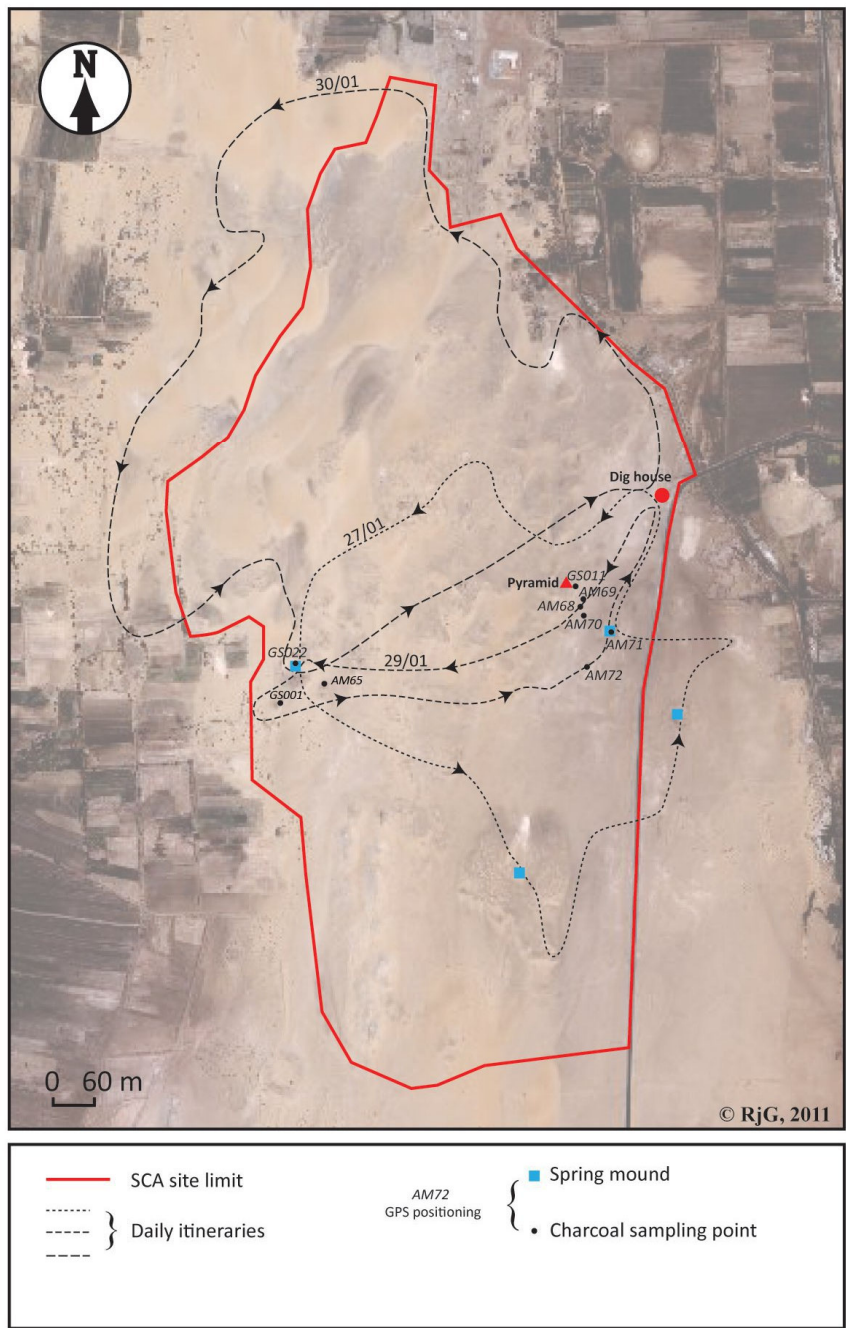 N
30/01
Dig house
27/01
Pyramid
GS011
AM69
AM68
AM70
AM71
GS022
29/01
AM72
AM65
GS001
0 60 m
© RjG, 2011
SCA site limit
Daily itineraries
AM72
GPS positioning
Spring mound
Charcoal sampling point